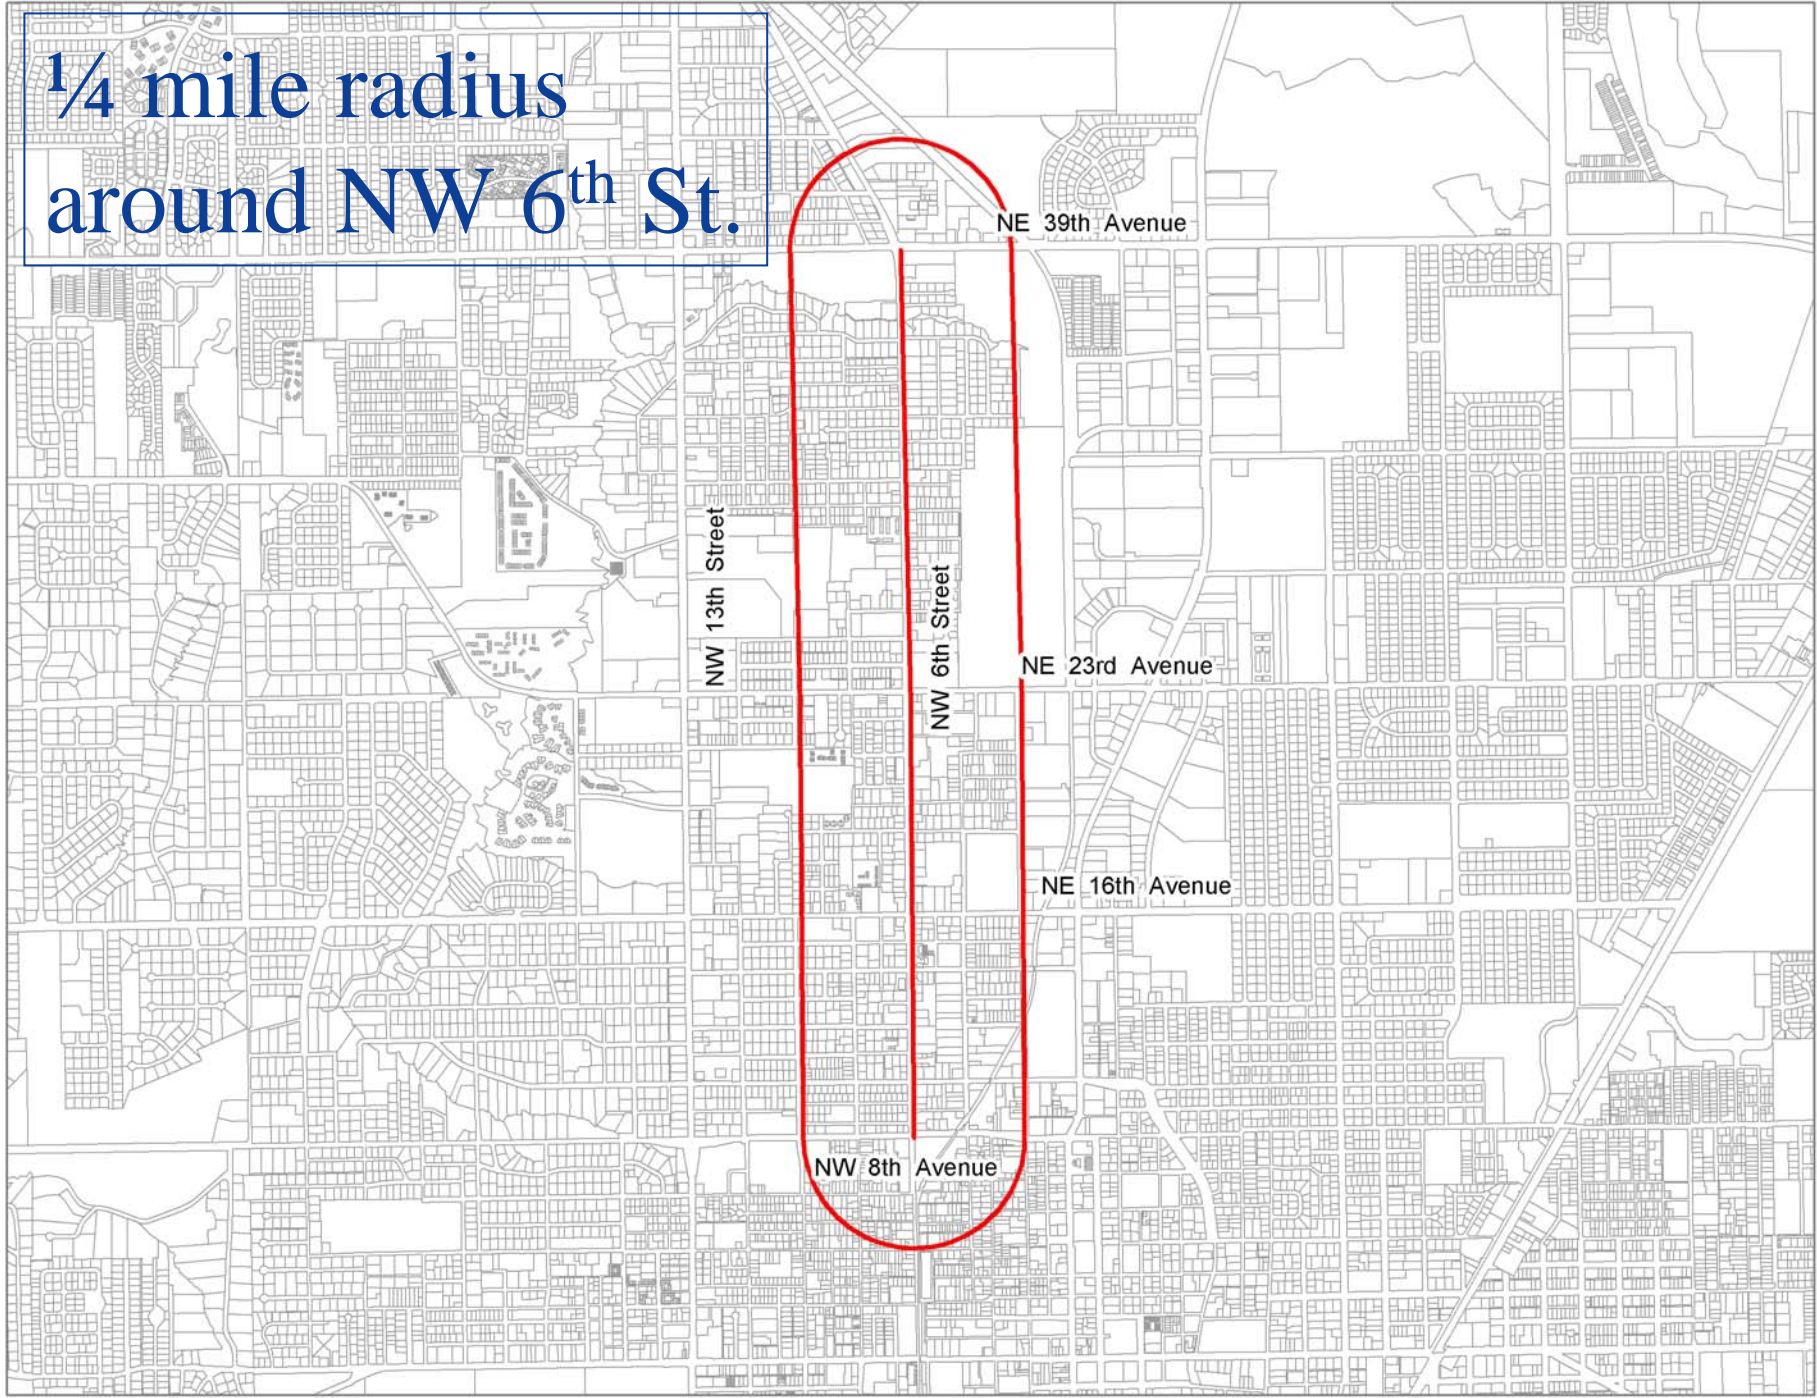 ¼ mile radius
around NW 6th St.
NE 39th Avenue
NW 13th Street
NW 6th Street
NE 23rd Avenue
NE 16th Avenue
NW 8th Avenue